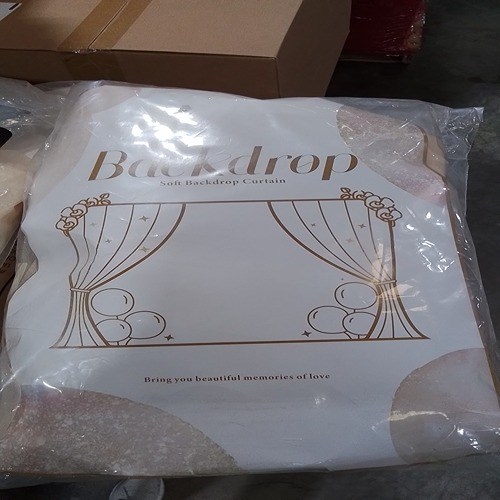 Backdrop
Soft Backdrop Curtain
Bring you beautiful memories of love